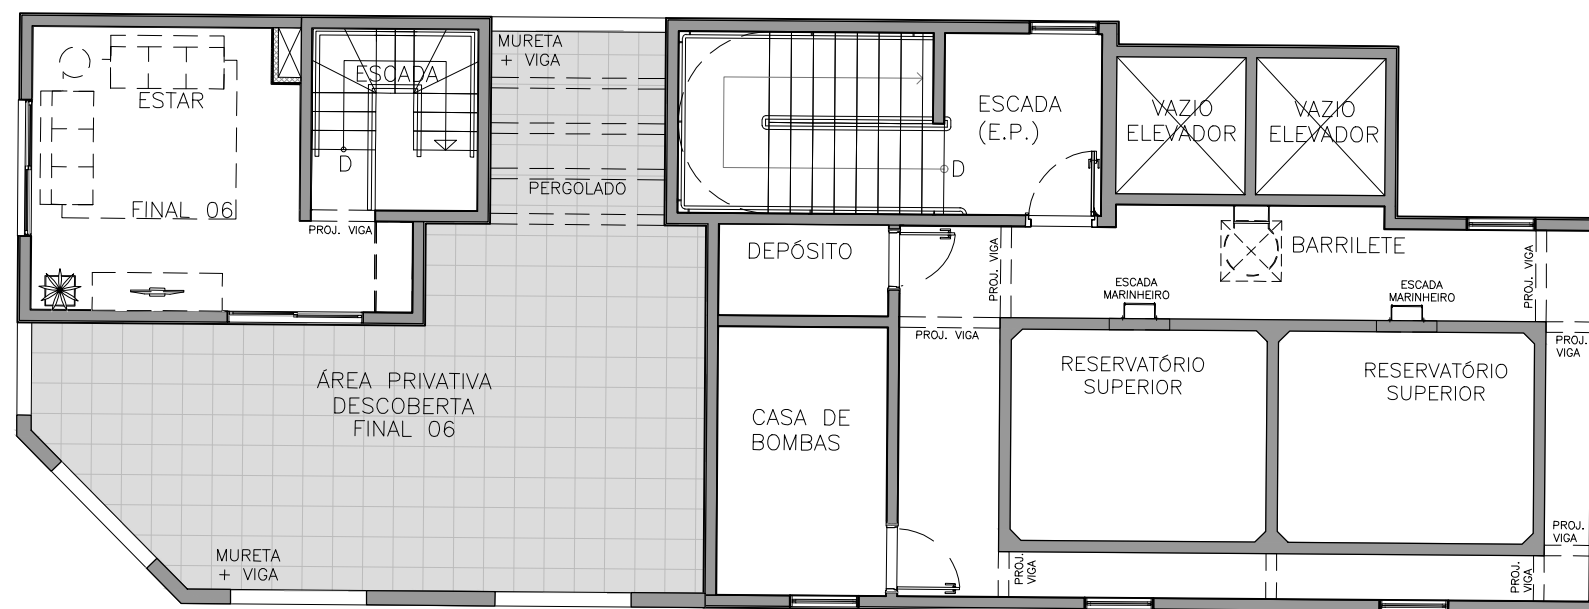 MURETA
+ VIGA
ESCADA
ESTAR
FINAL 06
D
PROJ. VIGA
PERGOLADO
ESCADA
(E.P.)
D
VAZIO
ELEVADOR
VAZIO
ELEVADOR
DEPÓSITO
PROJ. VIGA
BARRILETE
PROJ. VIGA
ESCADA
MARINHEIRO
ESCADA
MARINHEIRO
PROJ. VIGA
PROJ.
VIGA
RESERVATÓRIO
SUPERIOR
RESERVATÓRIO
SUPERIOR
ÁREA PRIVATIVA
DESCOBERTA
FINAL 06
CASA DE
BOMBAS
MURETA
+ VIGA
PROJ.
VIGA
PROJ.
VIGA
PROJ.
VIGA